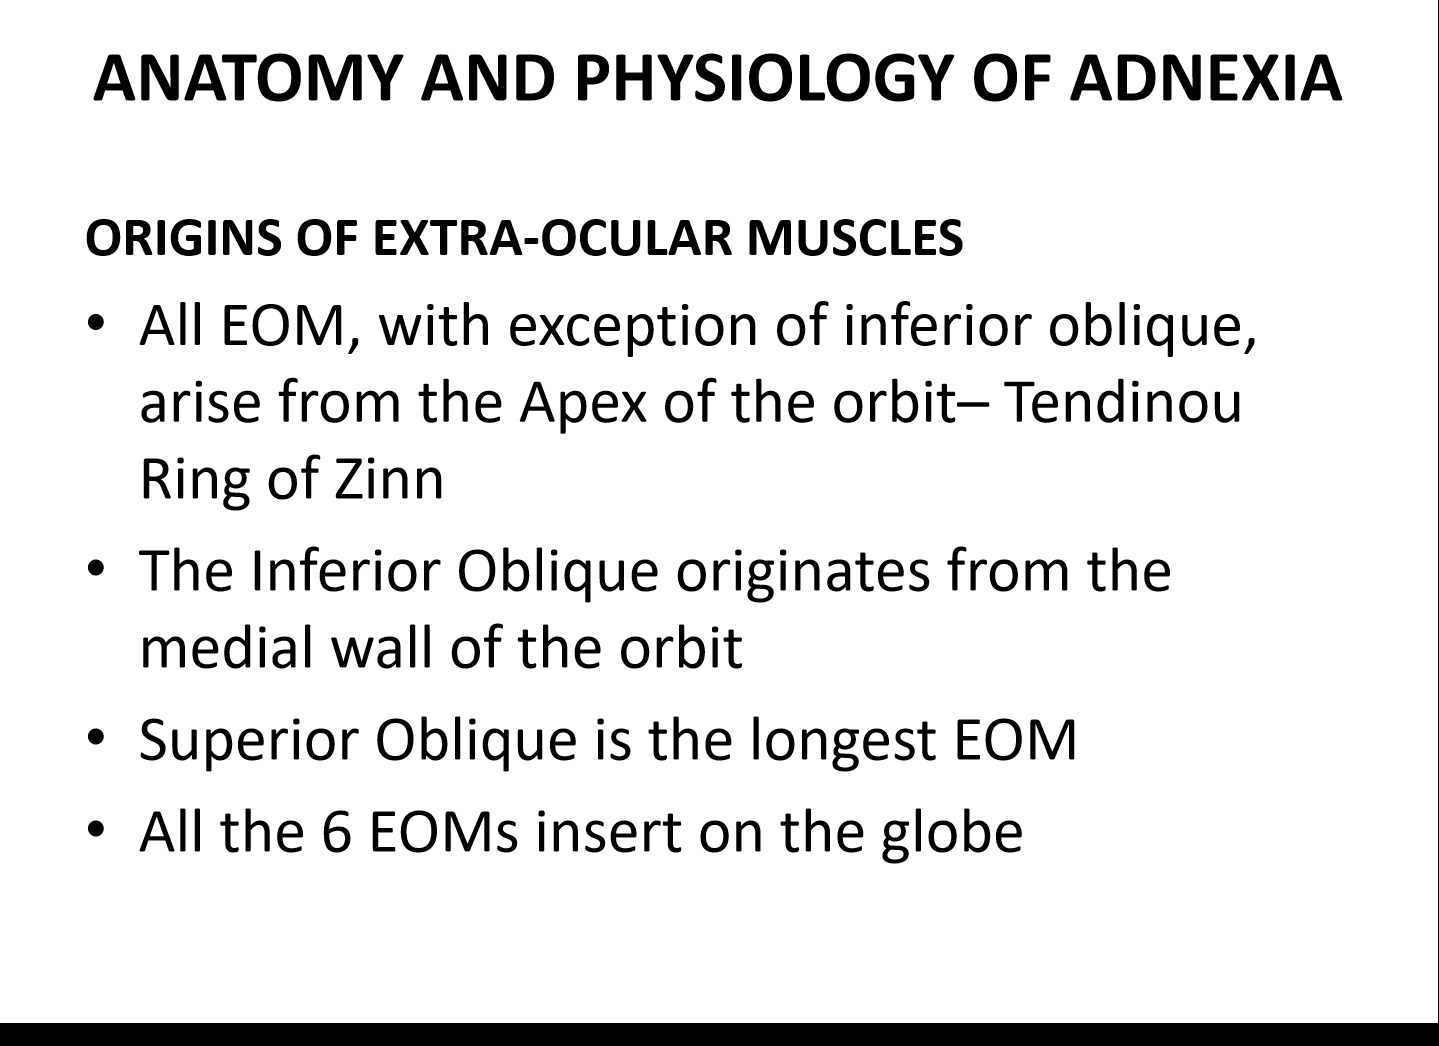 ANATOMY AND PHYSIOLOGY OF ADNEXIA
ORIGINS OF EXTRA-OCULAR MUSCLES
• All EOM, with exception of inferior oblique,
arise from the Apex of the orbit– Tendinou
Ring of Zinn
• The Inferior Oblique originates from the
medial wall of the orbit
• Superior Oblique is the longest EOM
• All the 6 EOMs insert on the globe